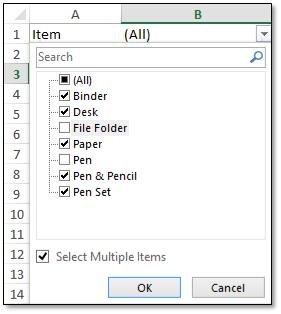 A B
1 Item (All)
2 Search
3 (All)
4 Binder
5 Desk
6 File Folder
7 Paper
8 Pen
9 Pen & Pencil
10 Pen Set
11
12 Select Multiple Items
13 OK Cancel
14